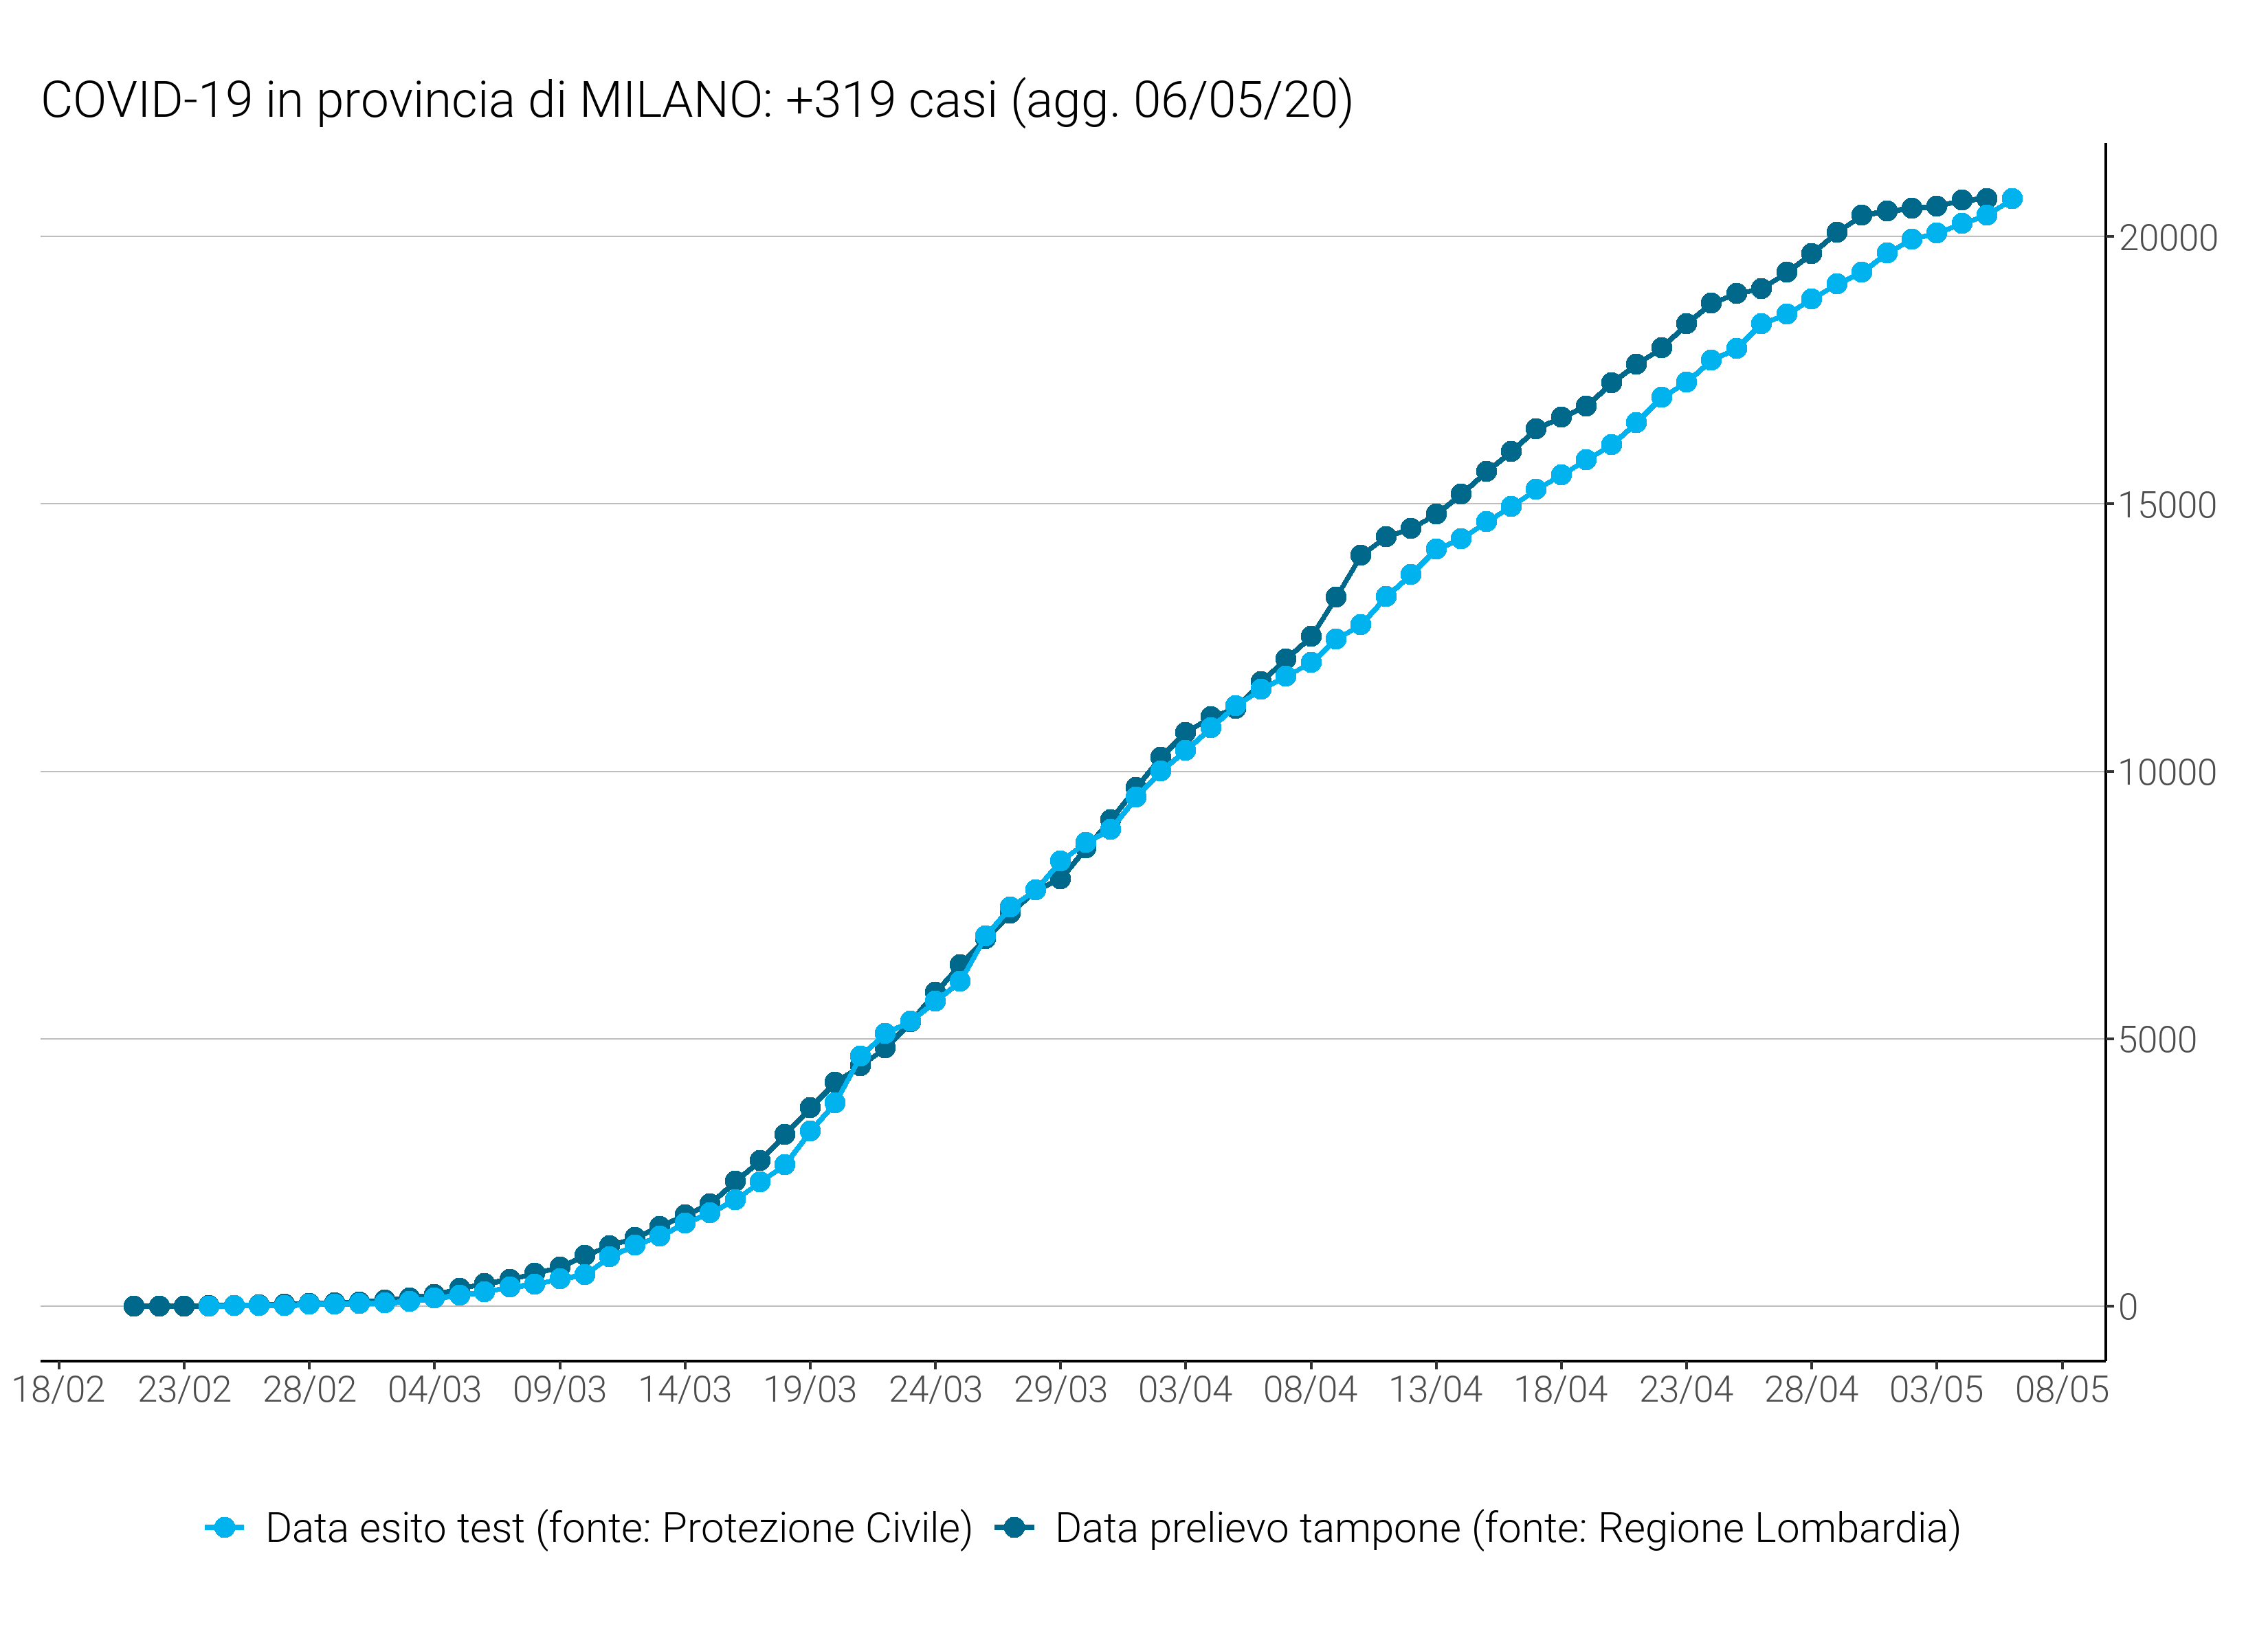 COVID-19 in provincia di MILANO: +319 casi (agg. 06/05/20)
20000
15000
10000
5000
0
18/02 23/02 28/02 04/03 09/03 14/03 19/03 24/03 29/03 03/04 08/04 13/04 18/04 23/04 28/04 03/05 08/05
Data esito test (fonte: Protezione Civile) Data prelievo tampone (fonte: Regione Lombardia)